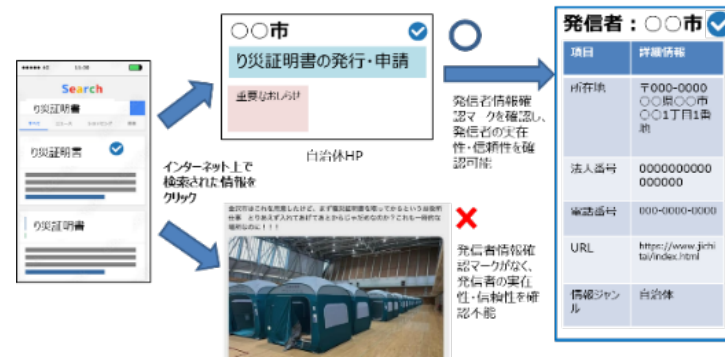 Search
り災証明書
り災証明書
り災証明書
インターネット上で
検索された情報を
クリック
○○市
り災証明書の発行・申請
重要なおしらせ
自治体HP
発信者情報確
認マークを確認し、
発信者の実在
性・信頼性を確
認可能
発信者情報確
認マークがなく、
発信者の実在
性・信頼性を確
認不能
発信者：○○市
項目 詳細情報
所在地 〒000-0000
○○県○○市
○○1丁目1番
地
法人番号 0000000000
000000
電話番号 000-0000-0000
URL https://www.jichi
tai/index.html
情報ジャン
ル 自治体